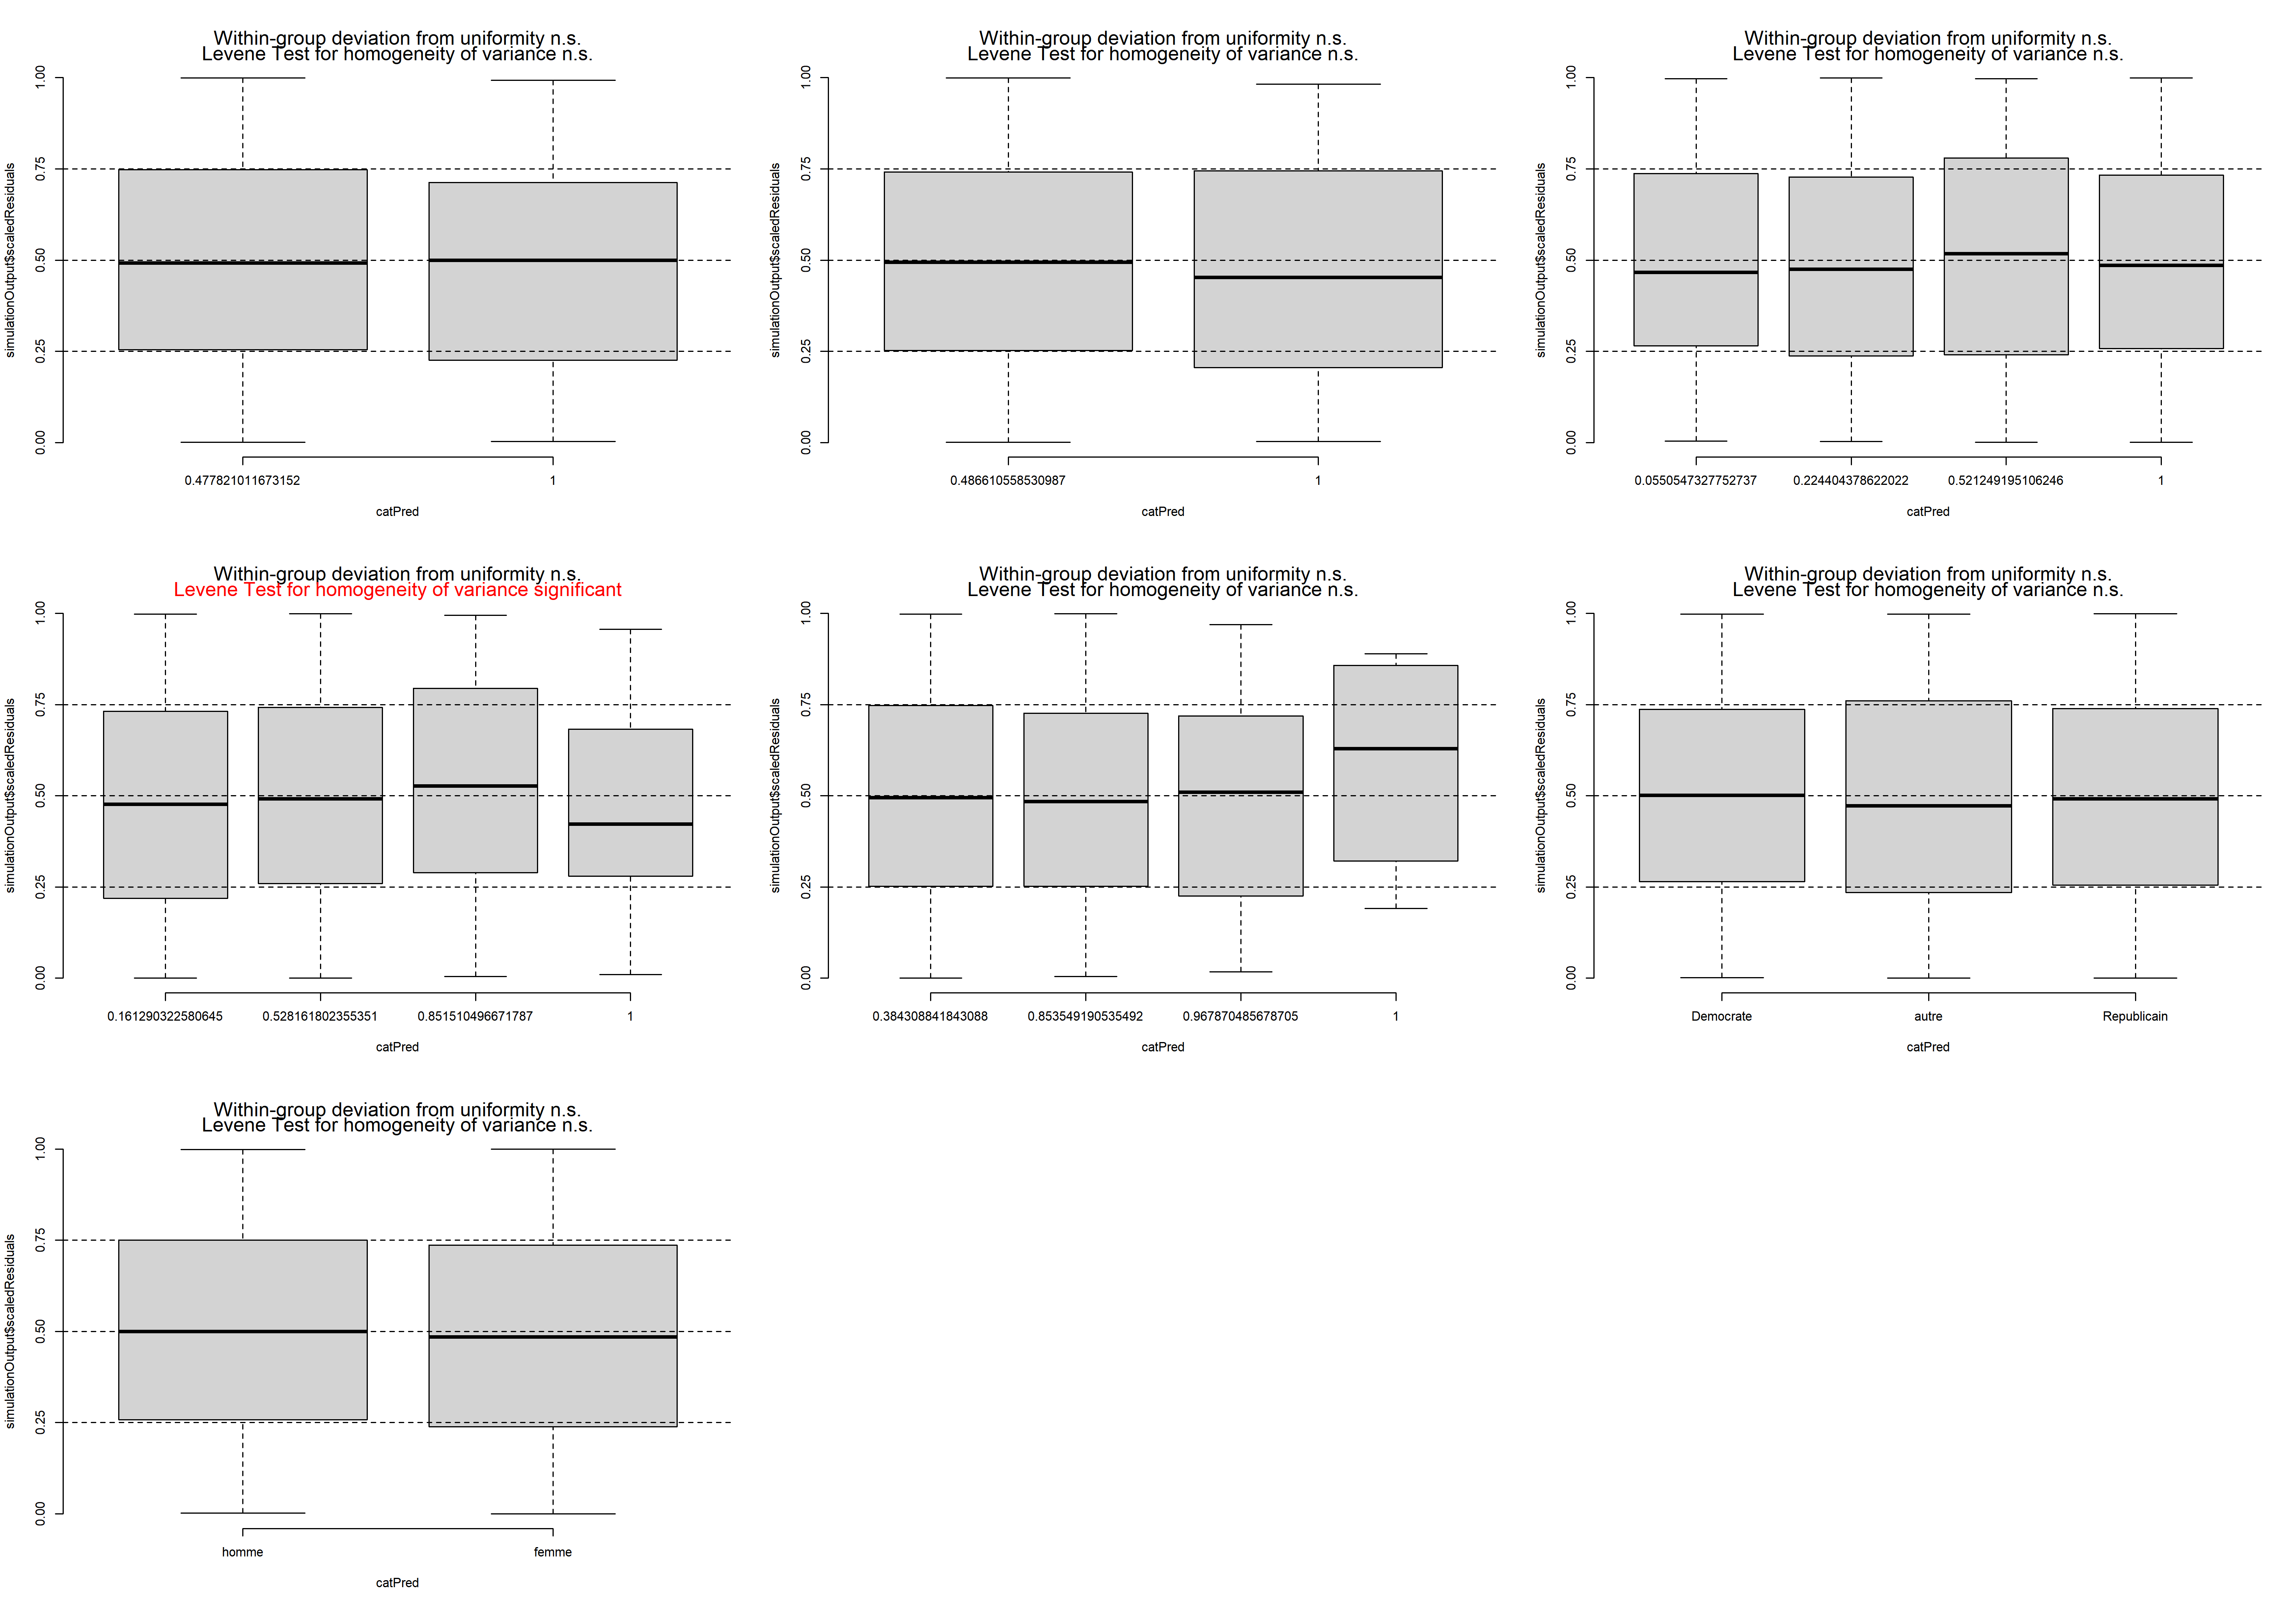 Within-group deviation from uniformity n.s.
Levene Test for homogeneity of variance n.s.
simulationOutput$scaledResiduals
1.00
0.75
0.50
0.25
0.00
0.477821011673152 1
catPred
Within-group deviation from uniformity n.s.
Levene Test for homogeneity of variance n.s.
simulationOutput$scaledResiduals
1.00
0.75
0.50
0.25
0.00
0.486610558530987 1
catPred
Within-group deviation from uniformity n.s.
Levene Test for homogeneity of variance n.s.
simulationOutput$scaledResiduals
1.00
0.75
0.50
0.25
0.00
0.0550547327752737 0.224404378622022 0.521249195106246 1
catPred
Within-group deviation from uniformity n.s.
Levene Test for homogeneity of variance significant
simulationOutput$scaledResiduals
1.00
0.75
0.50
0.25
0.00
0.161290322580645 0.528161802355351 0.851510496671787 1
catPred
Within-group deviation from uniformity n.s.
Levene Test for homogeneity of variance n.s.
simulationOutput$scaledResiduals
1.00
0.75
0.50
0.25
0.00
0.384308841843088 0.853549190535492 0.967870485678705 1
catPred
Within-group deviation from uniformity n.s.
Levene Test for homogeneity of variance n.s.
simulationOutput$scaledResiduals
1.00
0.75
0.50
0.25
0.00
Democrate autre Republicain
catPred
Within-group deviation from uniformity n.s.
Levene Test for homogeneity of variance n.s.
simulationOutput$scaledResiduals
1.00
0.75
0.50
0.25
0.00
homme femme
catPred